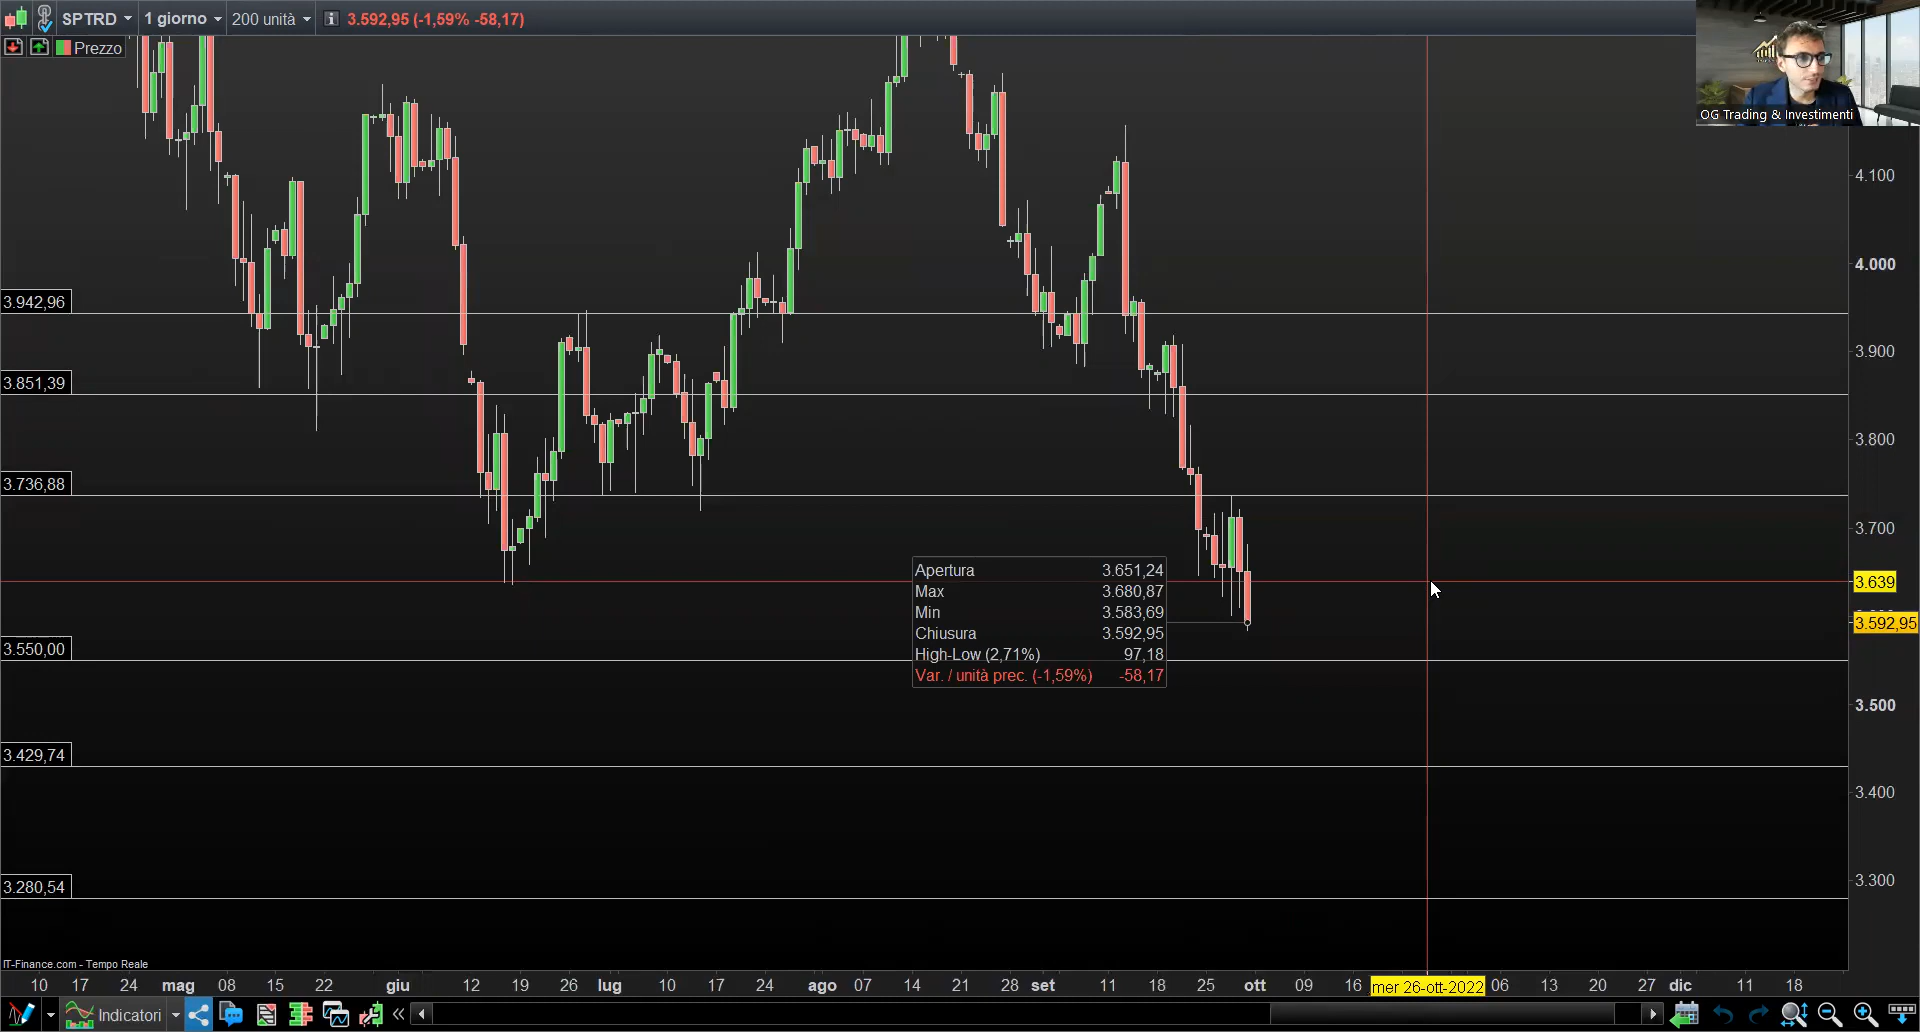 SPTRD 1 giorno 200 unità 3.592,95 (-1,59% -58,17)
Prezzo
OG Trading & Investimenti
4.100
4.000
3.942,96
3.900
3.851,39
3.800
3.736,88
3.700
Apertura 3.651,24
Max 3.680,87
Min 3.583,69
Chiusura 3.592,95
High-Low (2,71%) 97,18
Var. / unità prec. (-1,59%) -58,17
3.639
3.592,95
3.550,00
3.500
3.429,74
3.400
3.280,54
3.300
IT-Finance.com - Tempo Reale
10 17 24 mag 08 15 22 giu 12 19 26 lug 10 17 24 ago 07 14 21 28 set 11 18 25 ott 09 16 mer 26-ott-2022 06 13 20 27 dic 11 18
Indicatori